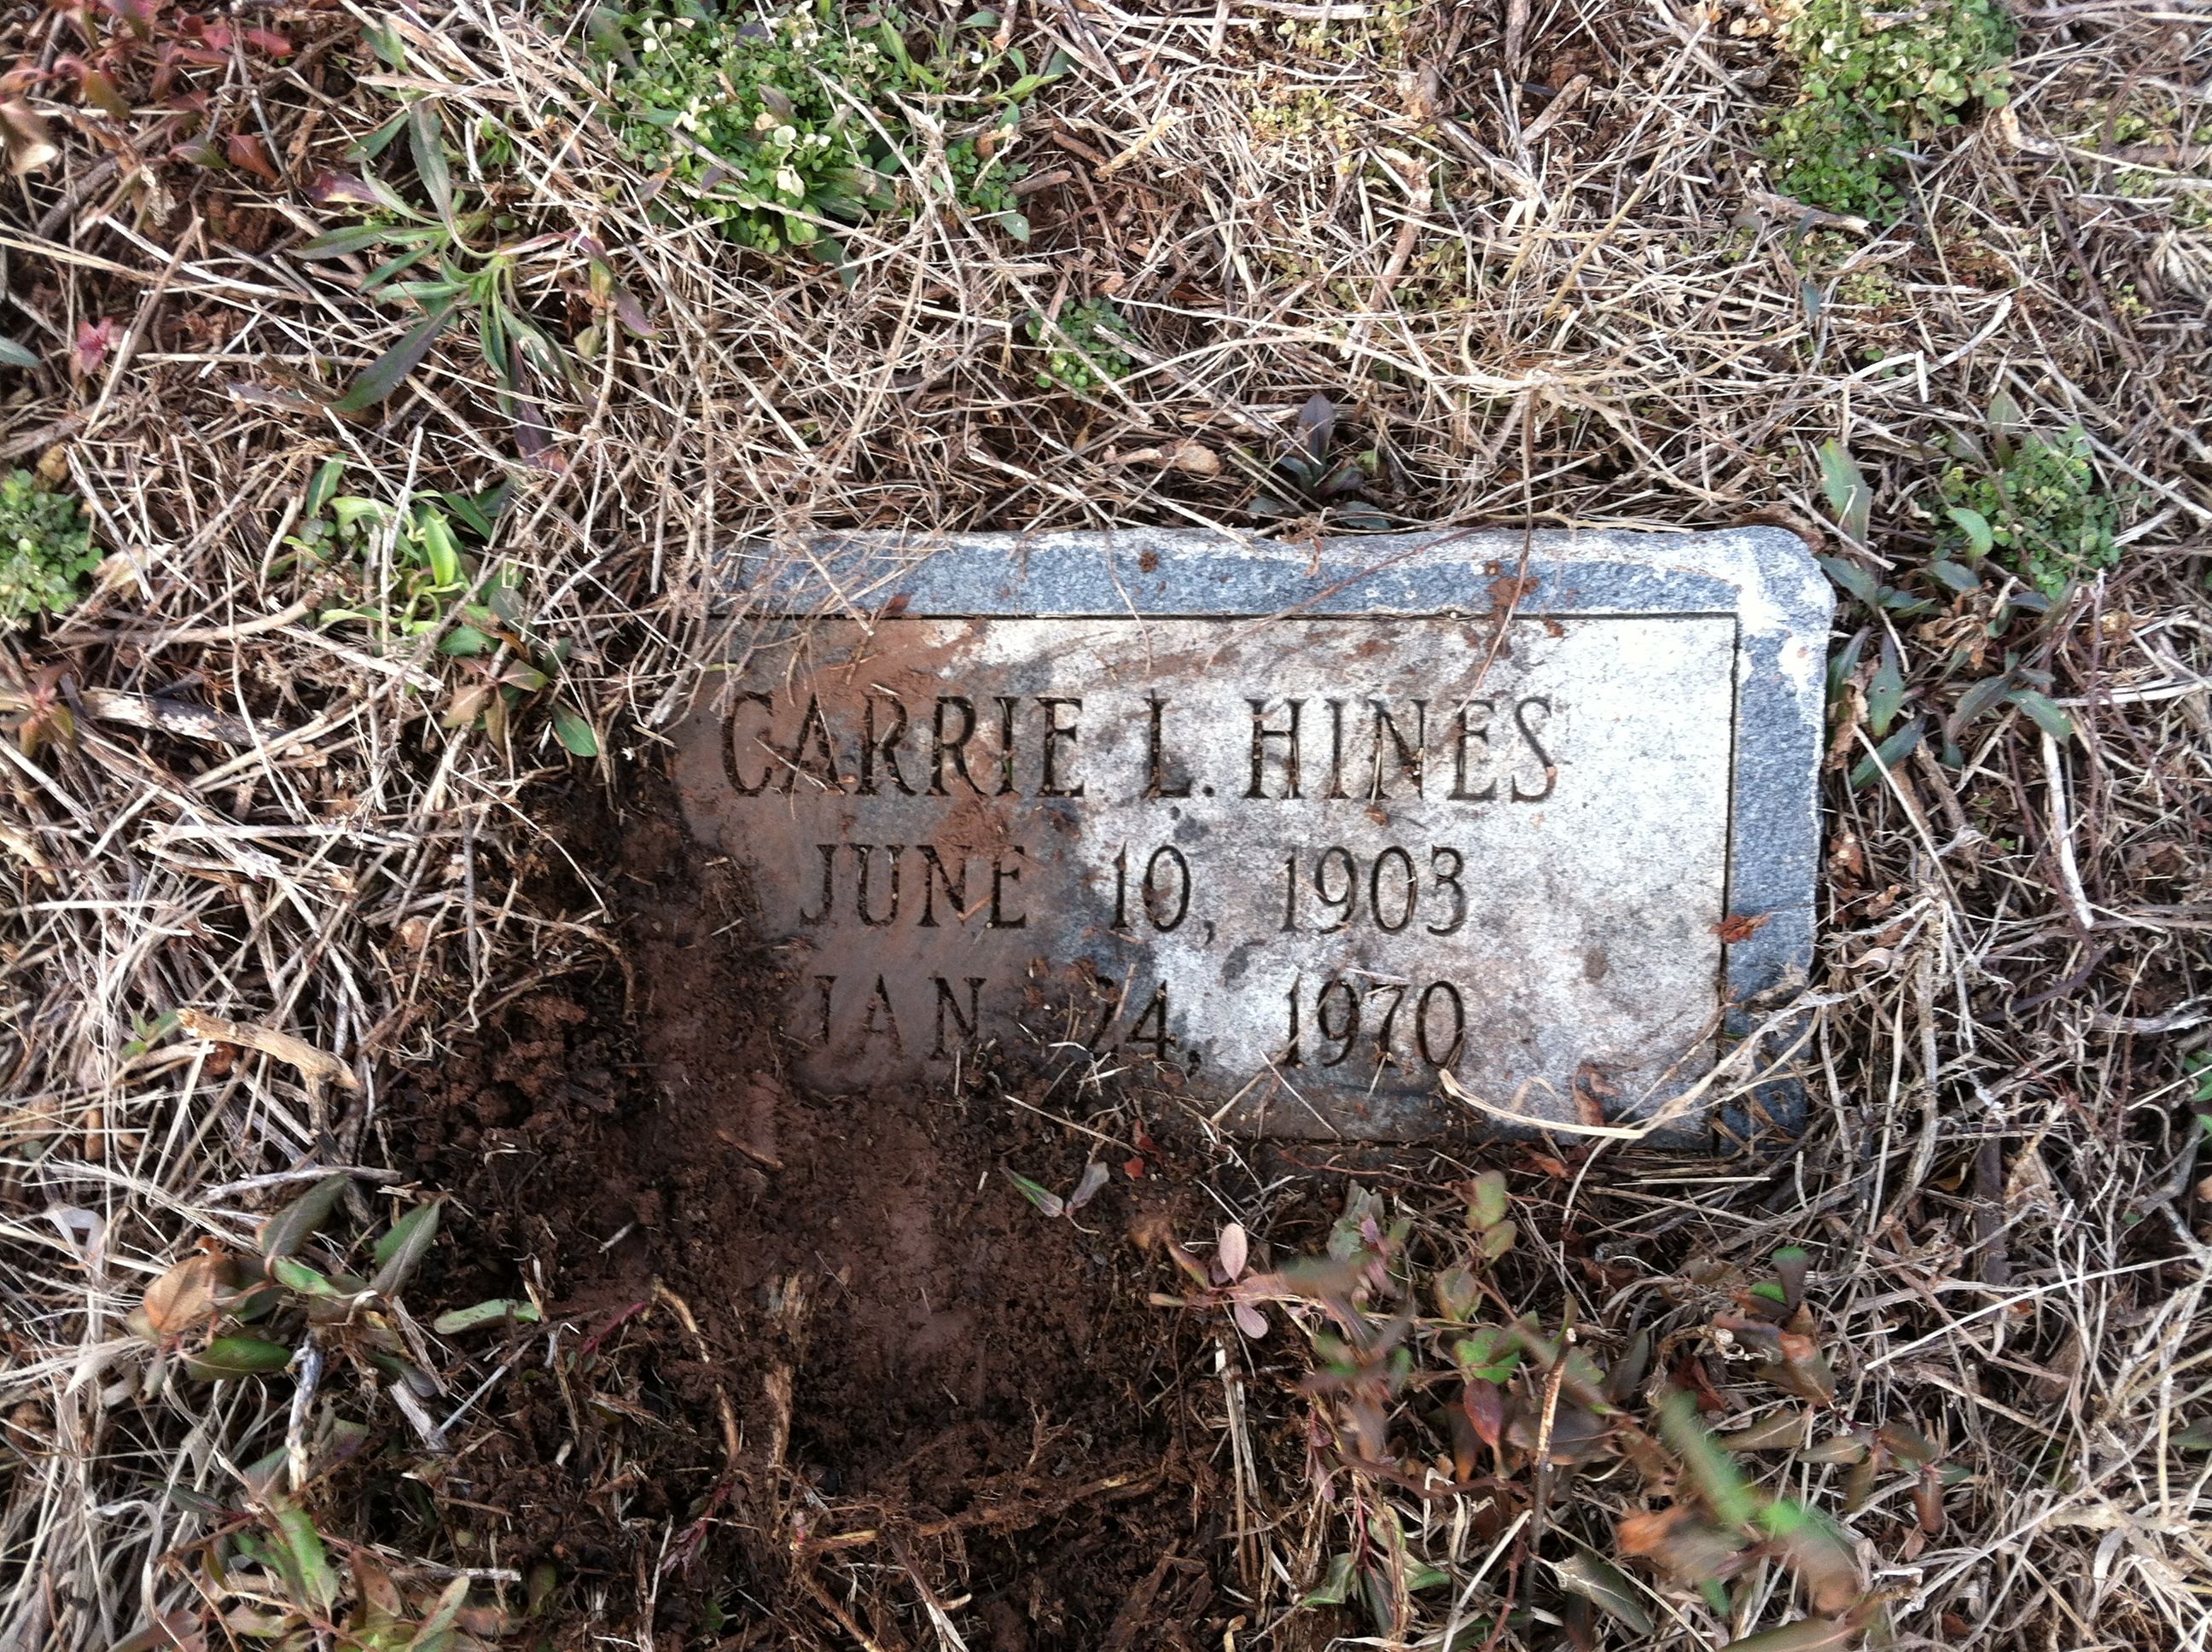 CARRIE L. HINES
JUNE 10, 1903
JAN 24, 1970